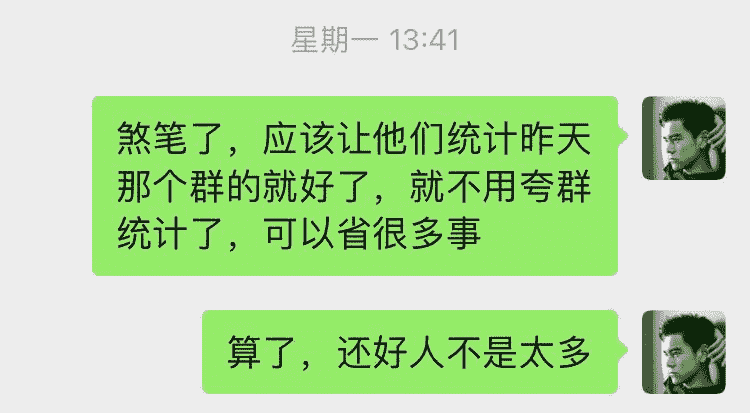 星期一 13:41
煞笔了，应该让他们统计昨天
那个群的就好了，就不用夸群
统计了，可以省很多事
算了，还好人不是太多